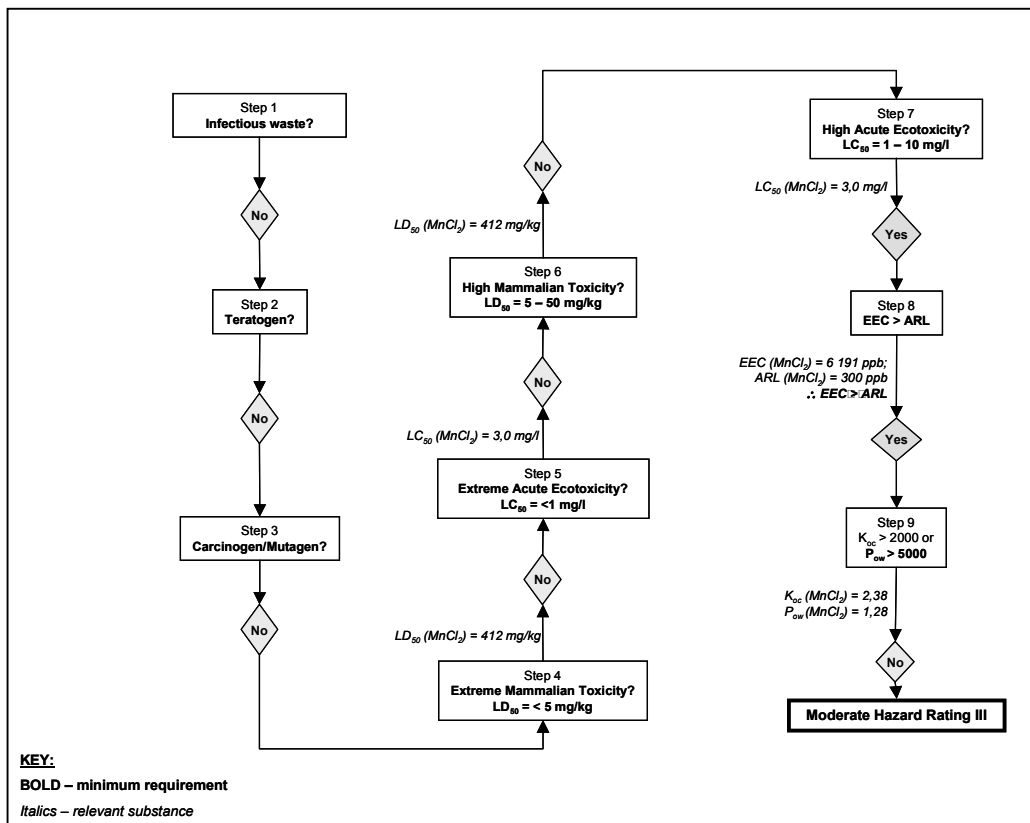 Step 1
Infectious waste?
No
Step 2
Teratogen?
No
Step 3
Carcinogen/Mutagen?
No
Step 4
Extreme Mammalian Toxicity?
LD₅₀ = < 5 mg/kg
LD₅₀ (MnCl₂) = 412 mg/kg
No
Step 5
Extreme Acute Ecotoxicity?
LC₅₀ = <1 mg/l
LC₅₀ (MnCl₂) = 3,0 mg/l
No
Step 6
High Mammalian Toxicity?
LD₅₀ = 5 – 50 mg/kg
LD₅₀ (MnCl₂) = 412 mg/kg
No
Step 7
High Acute Ecotoxicity?
LC₅₀ = 1 – 10 mg/l
LC₅₀ (MnCl₂) = 3,0 mg/l
Yes
Step 8
EEC > ARL
EEC (MnCl₂) = 6 191 ppb;
ARL (MnCl₂) = 300 ppb
∴ EEC > ARL
Yes
Step 9
K_oc > 2000 or
P_ow > 5000
K_oc (MnCl₂) = 2,38
P_ow (MnCl₂) = 1,28
No
Moderate Hazard Rating III
KEY:
BOLD – minimum requirement
Italics – relevant substance